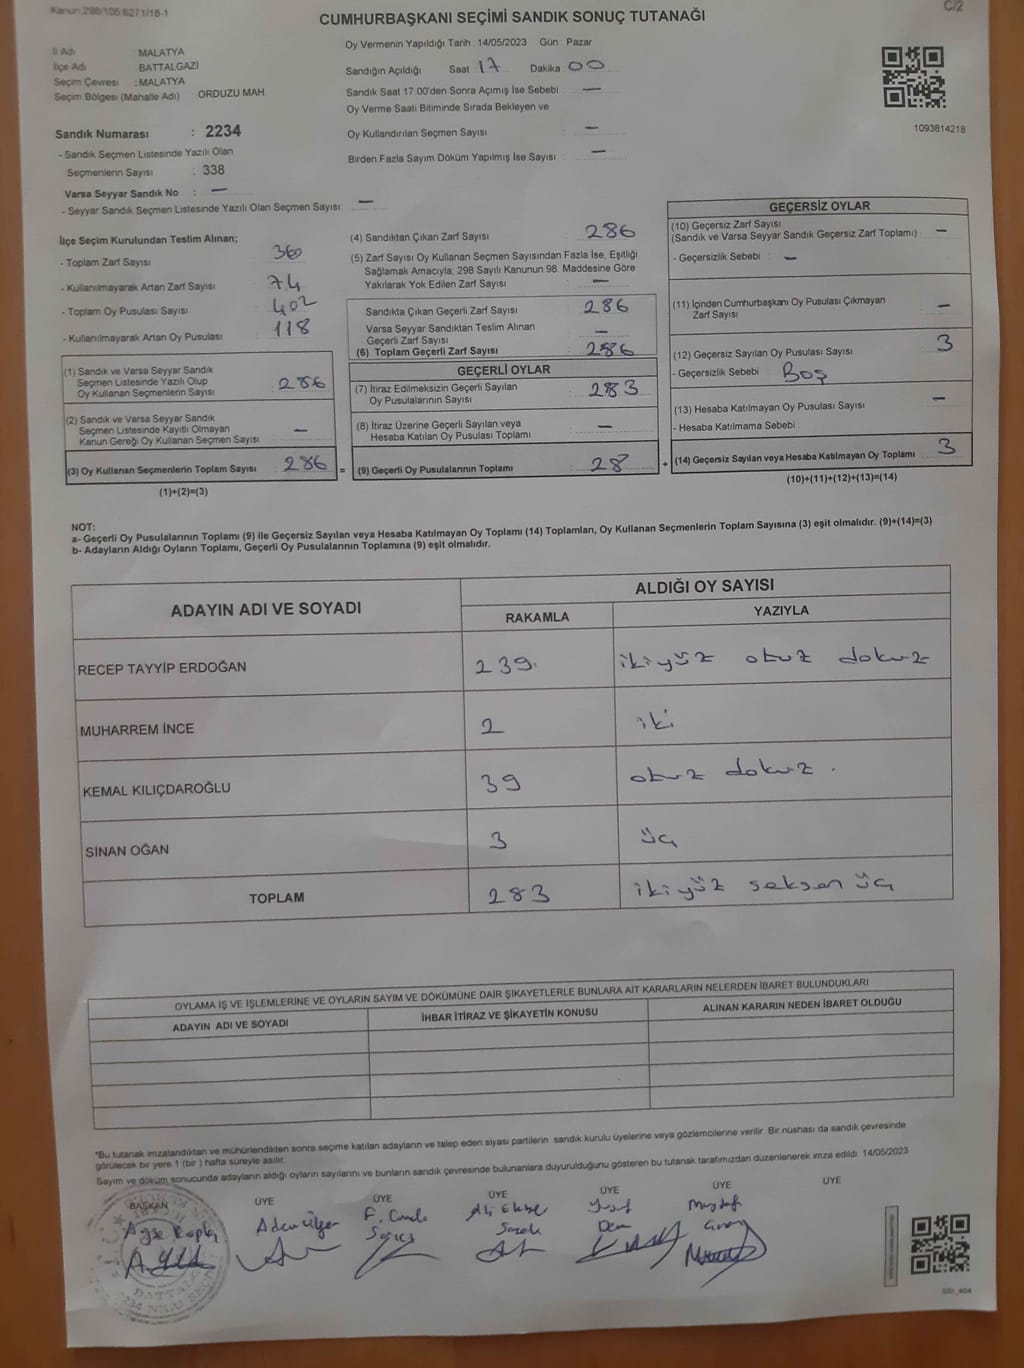 Kanun:298/105,6271/18-1
C/2
CUMHURBAŞKANI SEÇİMİ SANDIK SONUÇ TUTANAĞI
İl Adı : MALATYA
İlçe Adı : BATTALGAZİ
Seçim Çevresi : MALATYA
Seçim Bölgesi (Mahalle Adı) ORDUZU MAH.
Oy Vermenin Yapıldığı Tarih : 14/05/2023 Gün Pazar
Sandığın Açıldığı Saat 17 Dakika 00
Sandık Saat 17:00'den Sonra Açımış İse Sebebi : —
Oy Verme Saati Bitiminde Sırada Bekleyen ve
Oy Kullandırılan Seçmen Sayısı : —
Birden Fazla Sayım Döküm Yapılmış İse Sayısı : —
1093814218
Sandık Numarası : 2234
- Sandık Seçmen Listesinde Yazılı Olan
Seçmenlerin Sayısı : 338
Varsa Seyyar Sandık No : —
- Seyyar Sandık Seçmen Listesinde Yazılı Olan Seçmen Sayısı: —
İlçe Seçim Kurulundan Teslim Alınan;
- Toplam Zarf Sayısı : 360
- Kullanılmayarak Artan Zarf Sayısı : 74
- Toplam Oy Pusulası Sayısı : 402
- Kullanılmayarak Artan Oy Pusulası : 118
(1) Sandık ve Varsa Seyyar Sandık
Seçmen Listesinde Yazılı Olup
Oy Kullanan Seçmenlerin Sayısı : 286
(2) Sandık ve Varsa Seyyar Sandık
Seçmen Listesinde Kayıtlı Olmayan
Kanun Gereği Oy Kullanan Seçmen Sayısı : —
(3) Oy Kullanan Seçmenlerin Toplam Sayısı : 286 =
(1)+(2)=(3)
(4) Sandıktan Çıkan Zarf Sayısı : 286
(5) Zarf Sayısı Oy Kullanan Seçmen Sayısından Fazla İse, Eşitliği
Sağlamak Amacıyla; 298 Sayılı Kanunun 98. Maddesine Göre
Yakılarak Yok Edilen Zarf Sayısı : —
Sandıkta Çıkan Geçerli Zarf Sayısı : 286
Varsa Seyyar Sandıktan Teslim Alınan
Geçerli Zarf Sayısı : —
(6) Toplam Geçerli Zarf Sayısı : 286
GEÇERLİ OYLAR
(7) İtiraz Edilmeksizin Geçerli Sayılan
Oy Pusulalarının Sayısı : 283
(8) İtiraz Üzerine Geçerli Sayılan veya
Hesaba Katılan Oy Pusulası Toplamı : —
(9) Geçerli Oy Pusulalarının Toplamı : 28 +
GEÇERSİZ OYLAR
(10) Geçersiz Zarf Sayısı
(Sandık ve Varsa Seyyar Sandık Geçersiz Zarf Toplamı) : —
- Geçersizlik Sebebi : —
(11) İçinden Cumhurbaşkanı Oy Pusulası Çıkmayan
Zarf Sayısı : —
(12) Geçersiz Sayılan Oy Pusulası Sayısı : 3
- Geçersizlik Sebebi : Boş
(13) Hesaba Katılmayan Oy Pusulası Sayısı : —
- Hesaba Katılmama Sebebi :
(14) Geçersiz Sayılan veya Hesaba Katılmayan Oy Toplamı : 3
(10)+(11)+(12)+(13)=(14)
NOT:
a- Geçerli Oy Pusulalarının Toplamı (9) ile Geçersiz Sayılan veya Hesaba Katılmayan Oy Toplamı (14) Toplamları, Oy Kullanan Seçmenlerin Toplam Sayısına (3) eşit olmalıdır. (9)+(14)=(3)
b- Adayların Aldığı Oyların Toplamı, Geçerli Oy Pusulalarının Toplamına (9) eşit olmalıdır.
ADAYIN ADI VE SOYADI
ALDIĞI OY SAYISI
RAKAMLA YAZIYLA
RECEP TAYYİP ERDOĞAN 239. ikiyüz otuz dokuz
MUHARREM İNCE 2 iki
KEMAL KILIÇDAROĞLU 39 otuz dokuz .
SİNAN OĞAN 3 üç
TOPLAM 283 ikiyüz seksen üç
OYLAMA İŞ VE İŞLEMLERİNE VE OYLARIN SAYIM VE DÖKÜMÜNE DAİR ŞİKAYETLERLE BUNLARA AİT KARARLARIN NELERDEN İBARET BULUNDUKLARI
ADAYIN ADI VE SOYADI İHBAR İTİRAZ VE ŞİKAYETİN KONUSU ALINAN KARARIN NEDEN İBARET OLDUĞU
*Bu tutanak imzalandıktan ve mühürlendikten sonra seçime katılan adayların ve talep eden siyasi partilerin sandık kurulu üyelerine veya gözlemcilerine verilir. Bir nüshası da sandık çevresinde
görülecek bir yere 1 (bir ) hafta süreyle asılır.
Sayım ve döküm sonucunda adayların aldığı oyların sayılarını ve bunların sandık çevresinde bulunanlara duyurulduğunu gösteren bu tutanak tarafımızdan düzenlenerek imza edildi. 14/05/2023
BAŞKAN ÜYE ÜYE ÜYE ÜYE ÜYE ÜYE
Adem Ülger
Yusuf